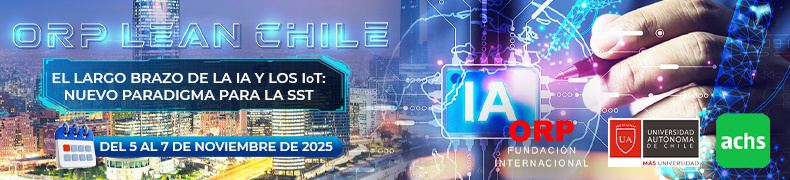 ORP LEAN CHILE
EL LARGO BRAZO DE LA IA Y LOS IoT:
NUEVO PARADIGMA PARA LA SST
DEL 5 AL 7 DE NOVIEMBRE DE 2025
IA
ORP
FUNDACIÓN
INTERNACIONAL
UA
UNIVERSIDAD
AUTÓNOMA
DE CHILE
MÁS UNIVERSIDAD
achs